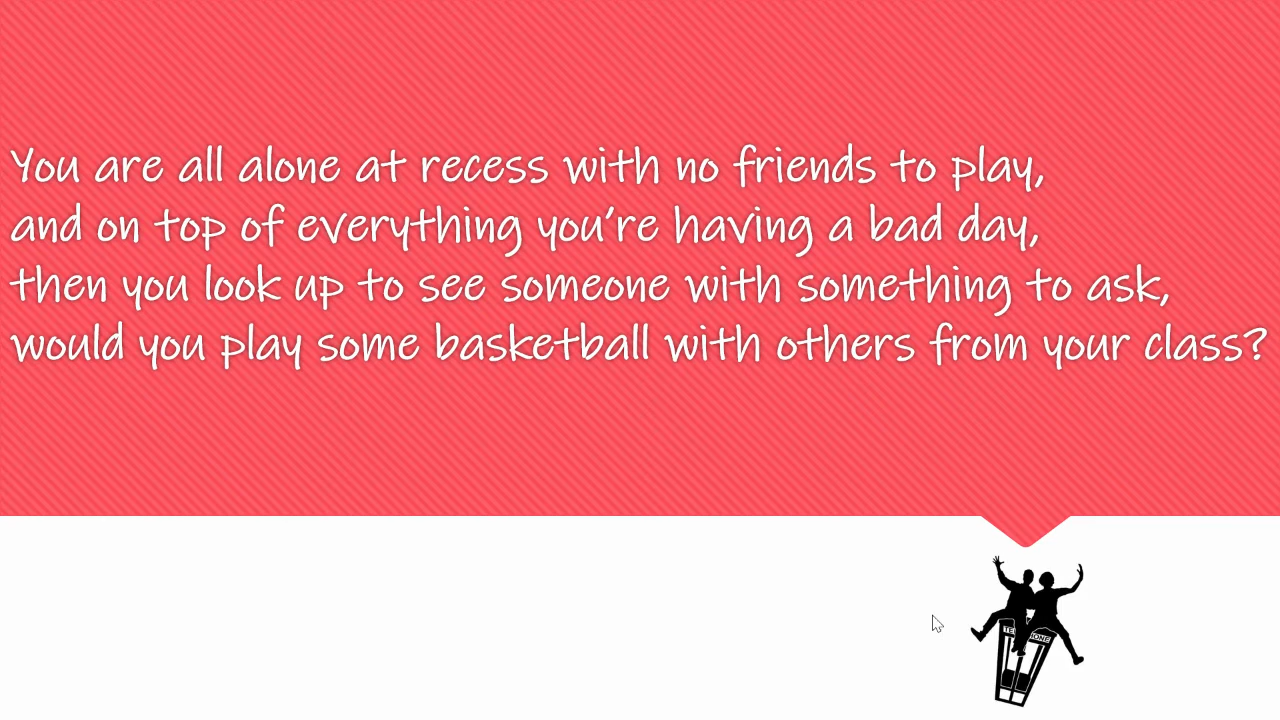 You are all alone at recess with no friends to play,
and on top of everything you're having a bad day,
then you look up to see someone with something to ask,
would you play some basketball with others from your class?